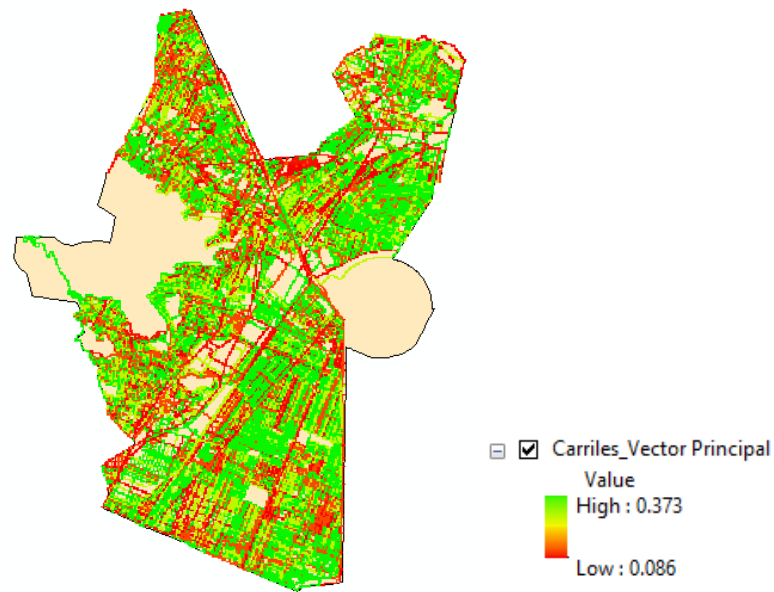 Carriles_Vector Principal
Value
High : 0.373
Low : 0.086